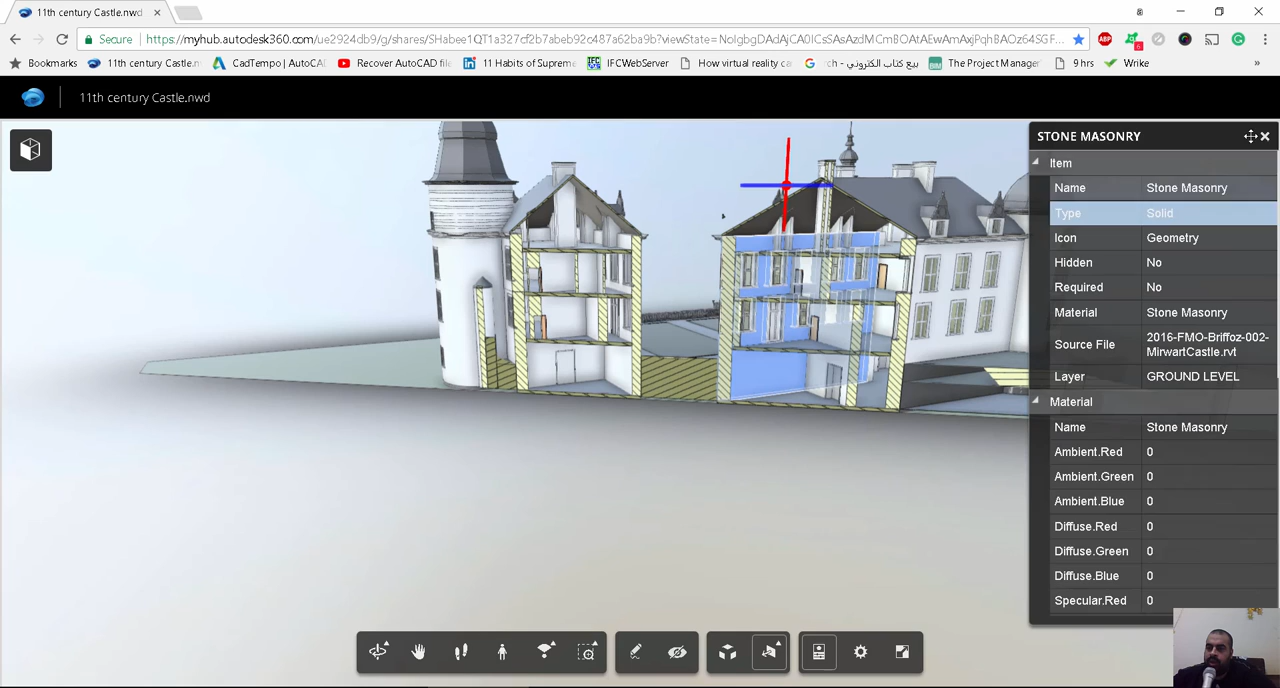 11th century Castle.nwd
Secure https://myhub.autodesk360.com/ue2924db9/g/shares/SHabee1QT1a327cf2b7abeb92c487a62ba9b?viewState=NoIgbgDAdAjCA0ICsSAsAzdMCmBOAtAEwAmAxjPqhBAOz64SGF...
Bookmarks 11th century Castle.n CadTempo | AutoCA Recover AutoCAD file 11 Habits of Supreme IFCWebServer How virtual reality ca بيع كتاب الكتروني - rch The Project Manager 9 hrs Wrike »
11th century Castle.nwd
STONE MASONRY
Item
Name Stone Masonry
Type Solid
Icon Geometry
Hidden No
Required No
Material Stone Masonry
Source File 2016-FMO-Briffoz-002-
MirwartCastle.rvt
Layer GROUND LEVEL
Material
Name Stone Masonry
Ambient.Red 0
Ambient.Green 0
Ambient.Blue 0
Diffuse.Red 0
Diffuse.Green 0
Diffuse.Blue 0
Specular.Red 0